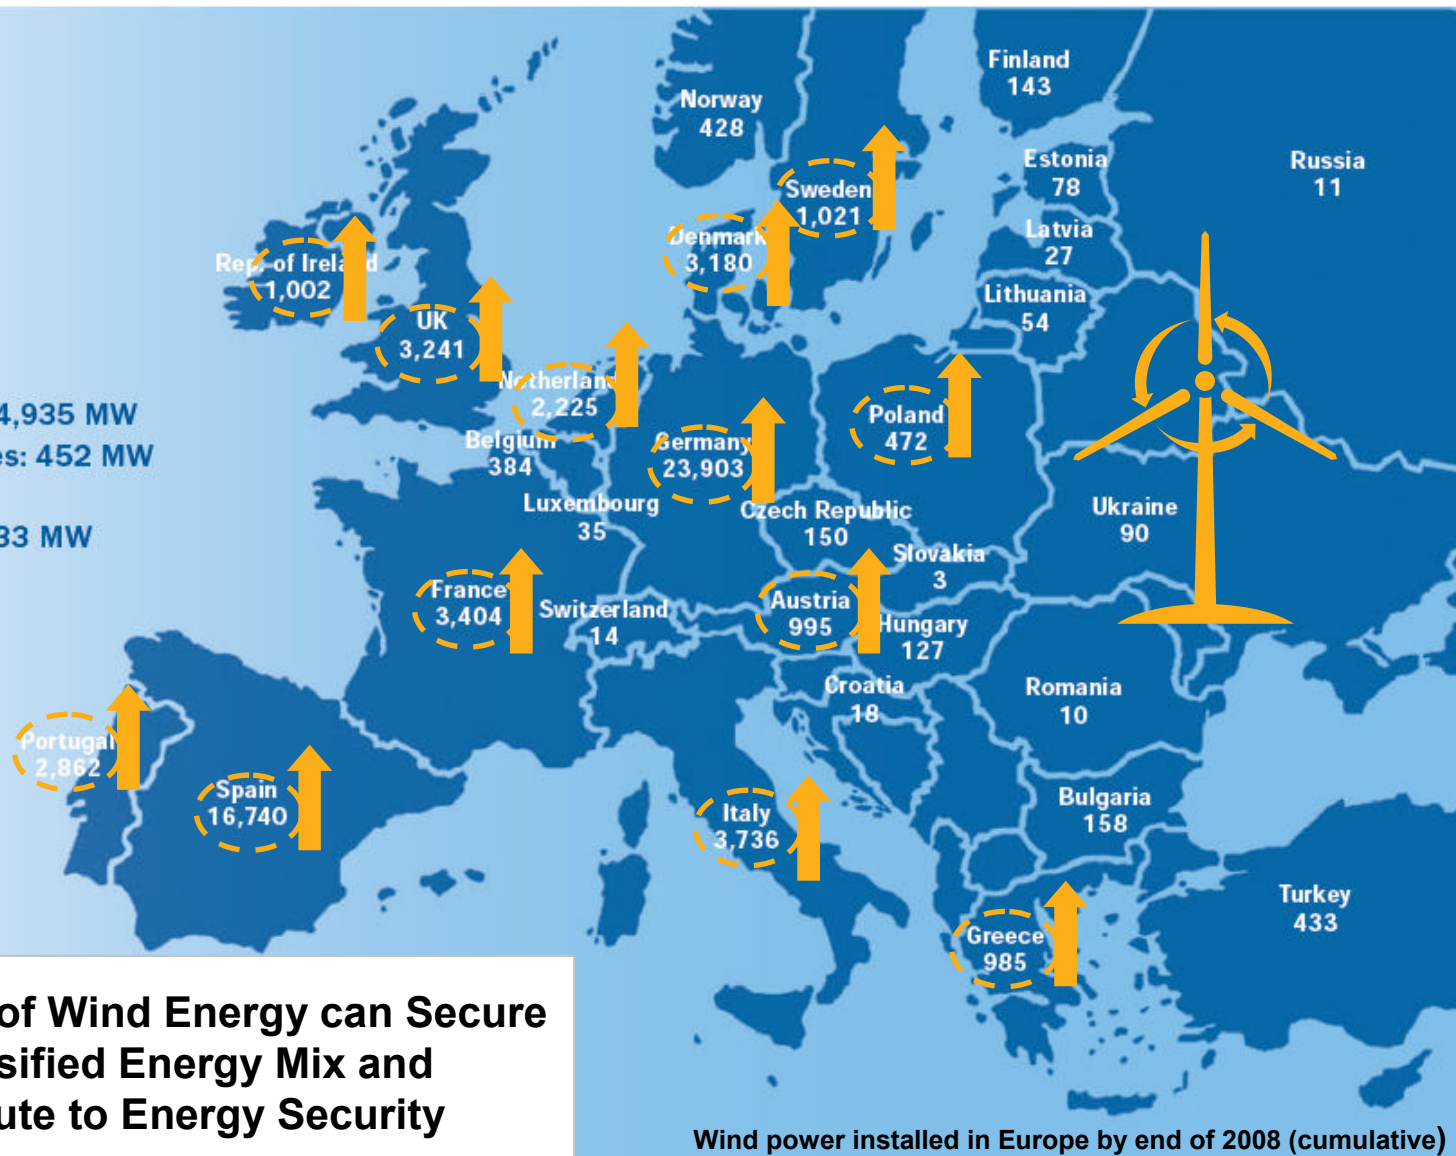 Finland
143
Norway
428
Estonia
78
Russia
11
Sweden
1,021
Latvia
27
Denmark
3,180
Rep. of Ireland
1,002
Lithuania
54
UK
3,241
Netherland
2,225
4,935 MW
es: 452 MW
33 MW
Poland
472
Belgium
384
Germany
23,903
Luxembourg
35
Czech Republic
150
Ukraine
90
Slovakia
3
France
3,404
Switzerland
14
Austria
995
Hungary
127
Croatia
18
Romania
10
Portugal
2,862
Spain
16,740
Italy
3,736
Bulgaria
158
Turkey
433
Greece
985
of Wind Energy can Secure
sified Energy Mix and
ute to Energy Security
Wind power installed in Europe by end of 2008 (cumulative)